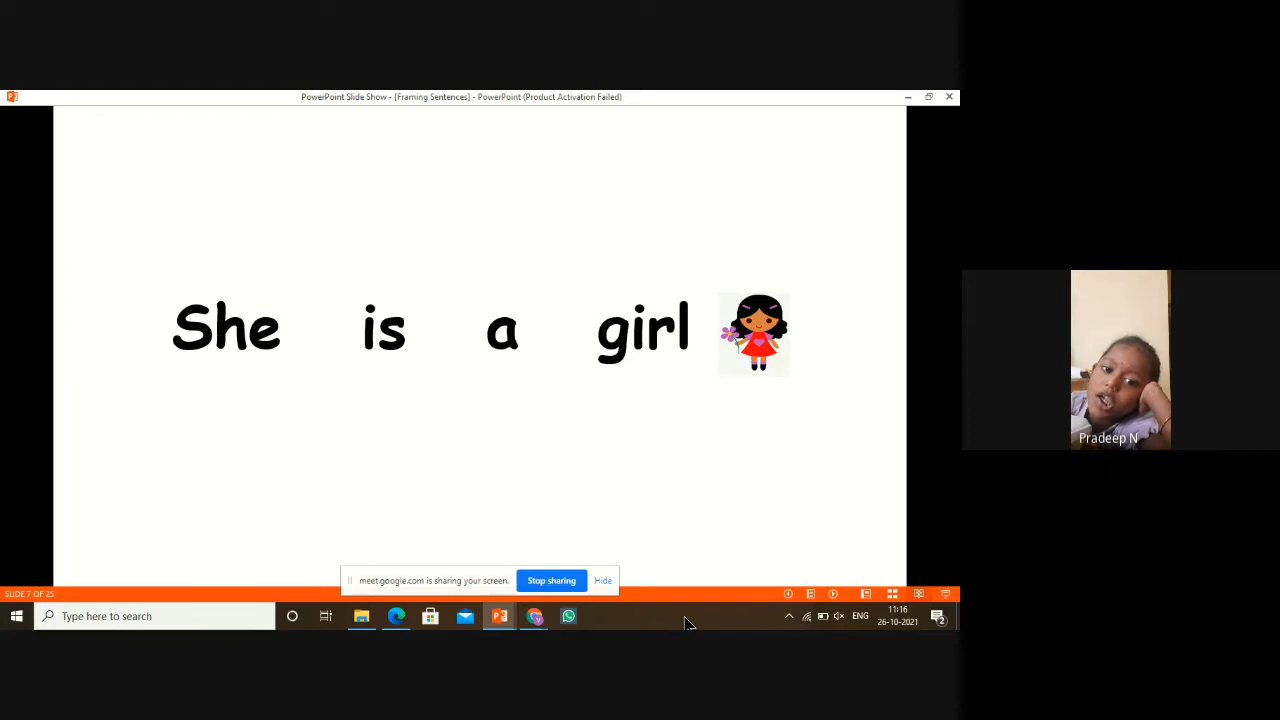 PowerPoint Slide Show - [Framing Sentences] - PowerPoint (Product Activation Failed)
She is a girl
Pradeep N
meet.google.com is sharing your screen. Stop sharing Hide
SLIDE 7 OF 25
Type here to search
ENG
11:16
26-10-2021
2